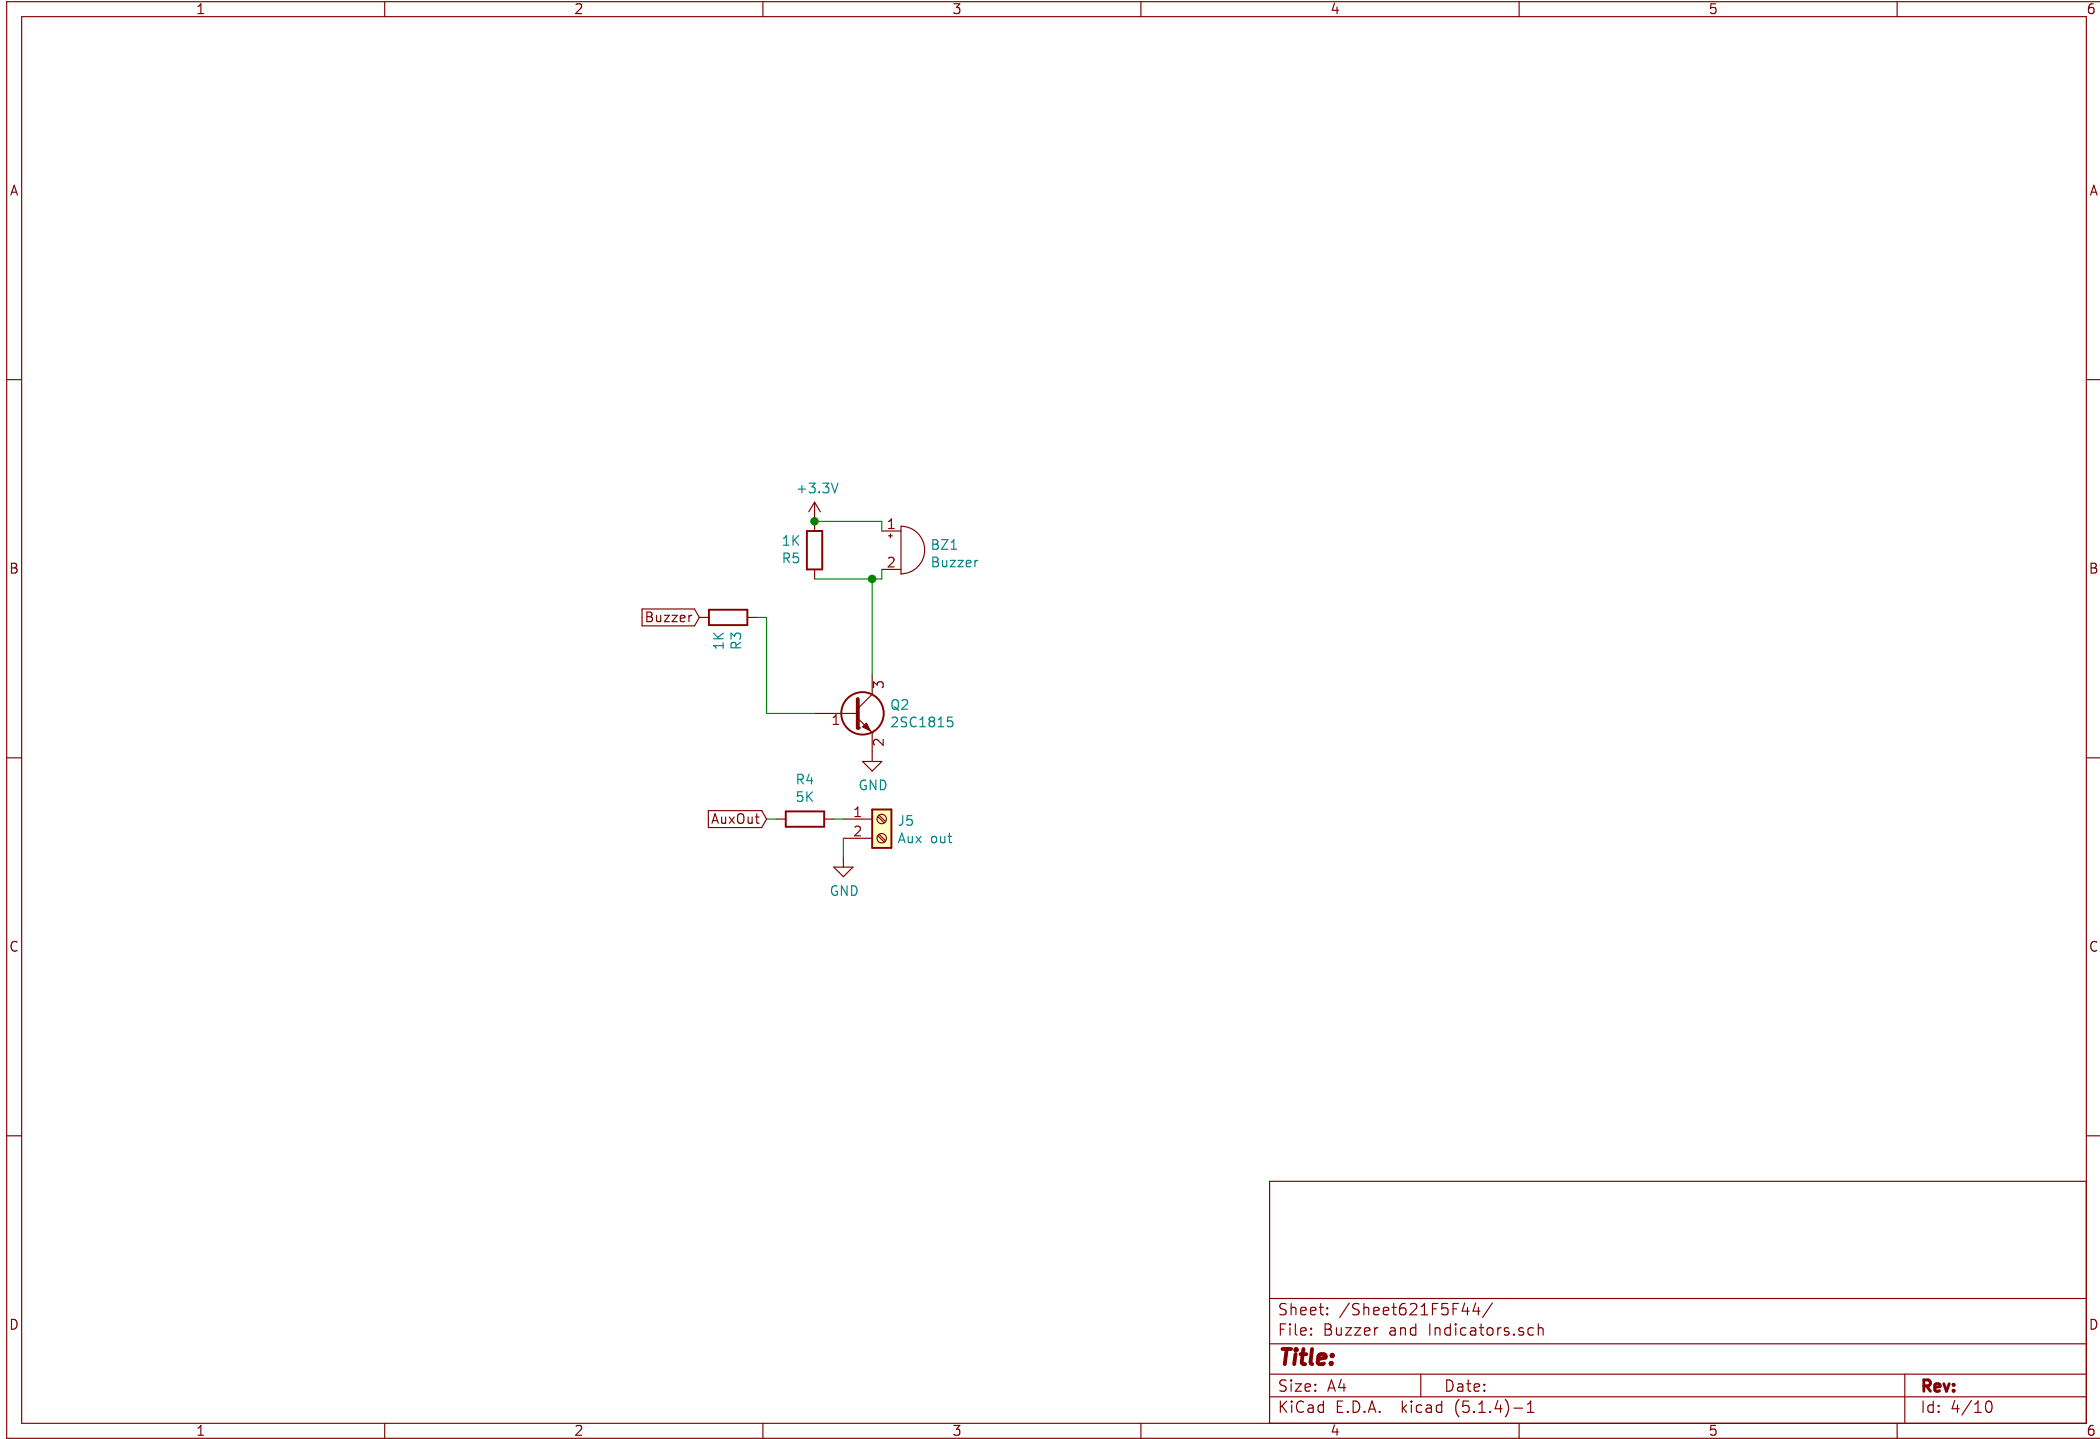 1 2 3 4 5 6
A A
+3.3V
1
+
1K
R5
BZ1
2
Buzzer
B B
Buzzer
1K
R3
3
Q2
1
2SC1815
2
GND
R4
5K
1
AuxOut
J5
2
Aux out
GND
C C
Sheet: /Sheet621F5F44/
File: Buzzer and Indicators.sch
D D
Title:
Size: A4 Date: Rev:
KiCad E.D.A. kicad (5.1.4)-1 Id: 4/10
1 2 3 4 5 6